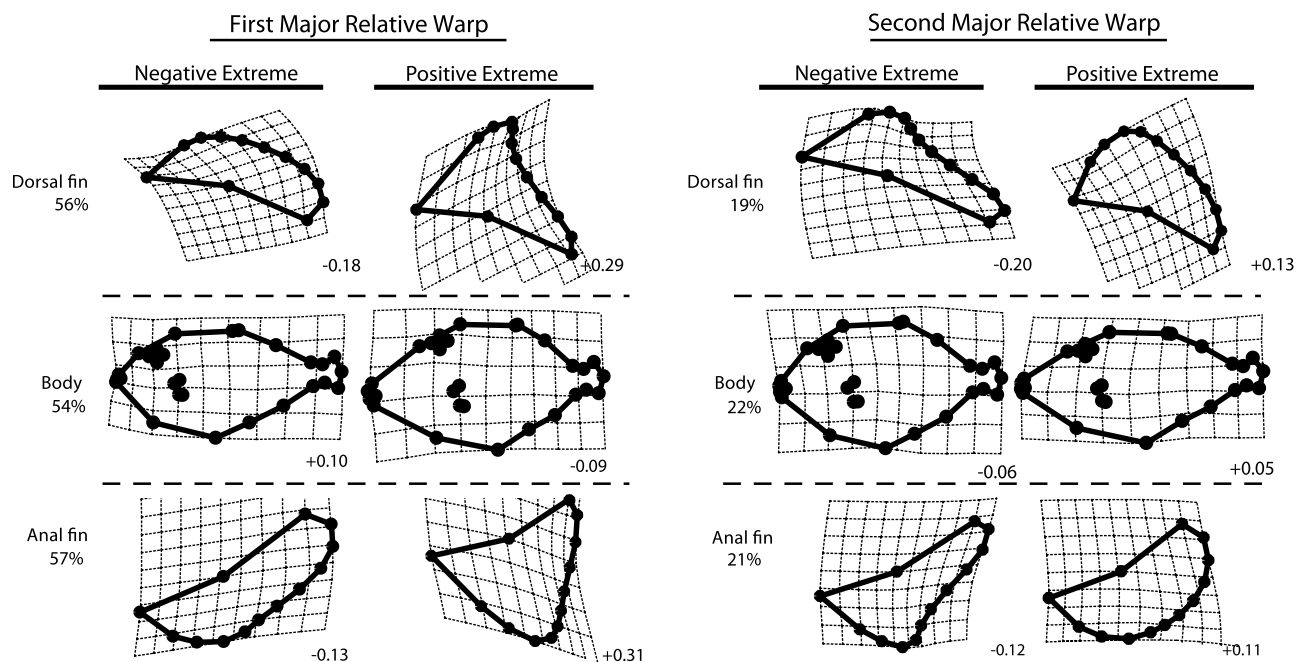 First Major Relative Warp
Second Major Relative Warp
Negative Extreme
Positive Extreme
Negative Extreme
Positive Extreme
Dorsal fin
56%
-0.18
+0.29
Dorsal fin
19%
-0.20
+0.13
Body
54%
+0.10
-0.09
Body
22%
-0.06
+0.05
Anal fin
57%
-0.13
+0.31
Anal fin
21%
-0.12
+0.11